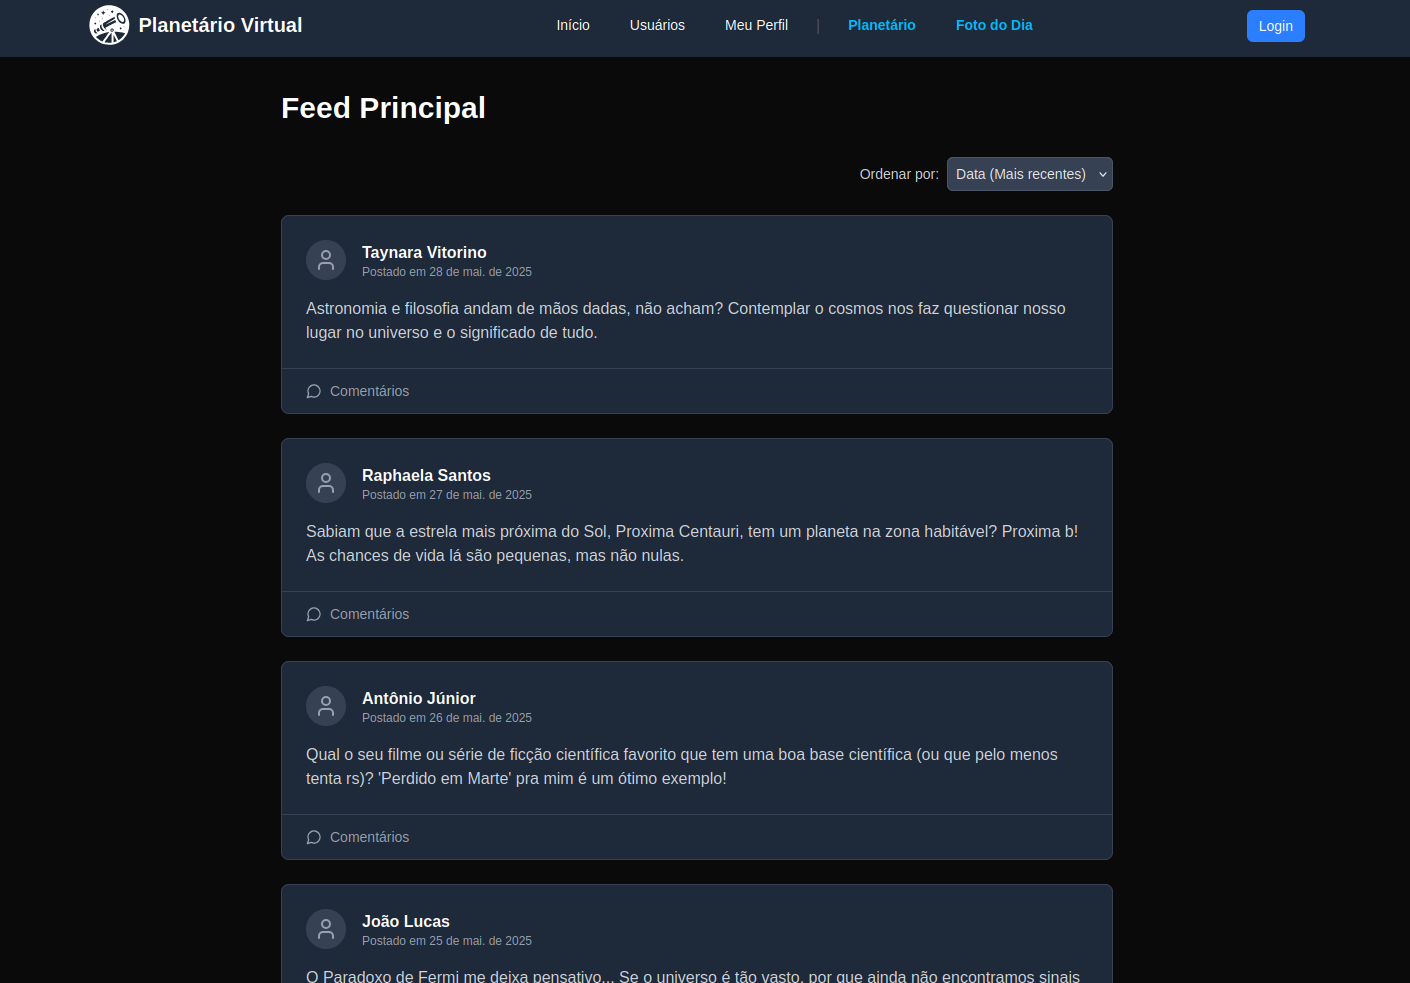 Planetário Virtual
Início
Usuários
Meu Perfil
|
Planetário
Foto do Dia
Login
Feed Principal
Ordenar por:
Data (Mais recentes)
Taynara Vitorino
Postado em 28 de mai. de 2025
Astronomia e filosofia andam de mãos dadas, não acham? Contemplar o cosmos nos faz questionar nosso
lugar no universo e o significado de tudo.
Comentários
Raphaela Santos
Postado em 27 de mai. de 2025
Sabiam que a estrela mais próxima do Sol, Proxima Centauri, tem um planeta na zona habitável? Proxima b!
As chances de vida lá são pequenas, mas não nulas.
Comentários
Antônio Júnior
Postado em 26 de mai. de 2025
Qual o seu filme ou série de ficção científica favorito que tem uma boa base científica (ou que pelo menos
tenta rs)? 'Perdido em Marte' pra mim é um ótimo exemplo!
Comentários
João Lucas
Postado em 25 de mai. de 2025
O Paradoxo de Fermi me deixa pensativo... Se o universo é tão vasto, por que ainda não encontramos sinais